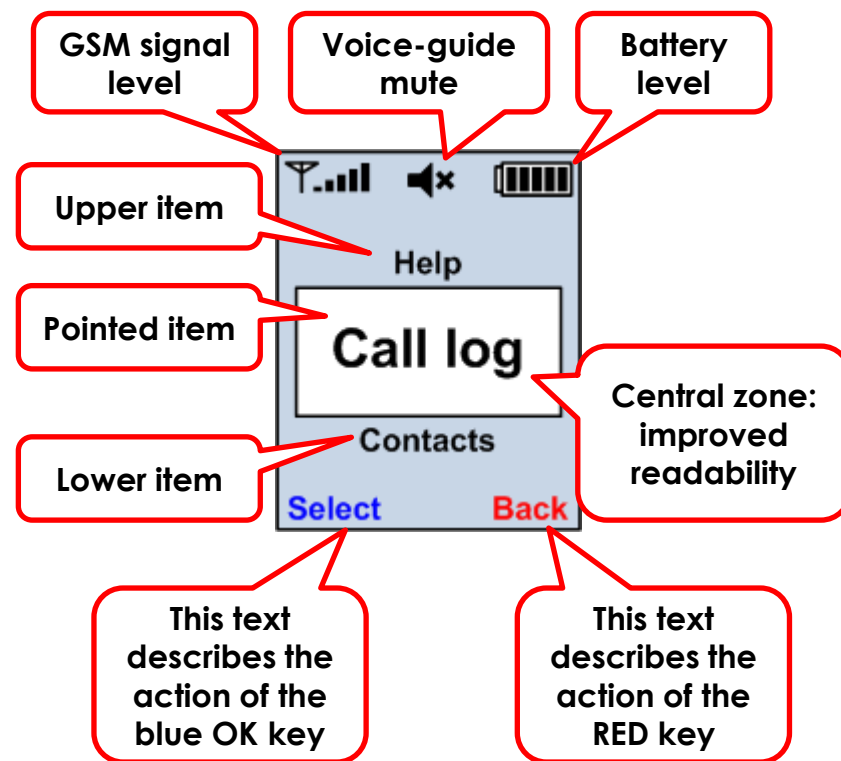 GSM signal
level
Voice-guide
mute
Battery
level
Upper item
Help
Pointed item
Call log
Central zone:
improved
readability
Contacts
Lower item
Select
Back
This text
describes the
action of the
blue OK key
This text
describes the
action of the
RED key